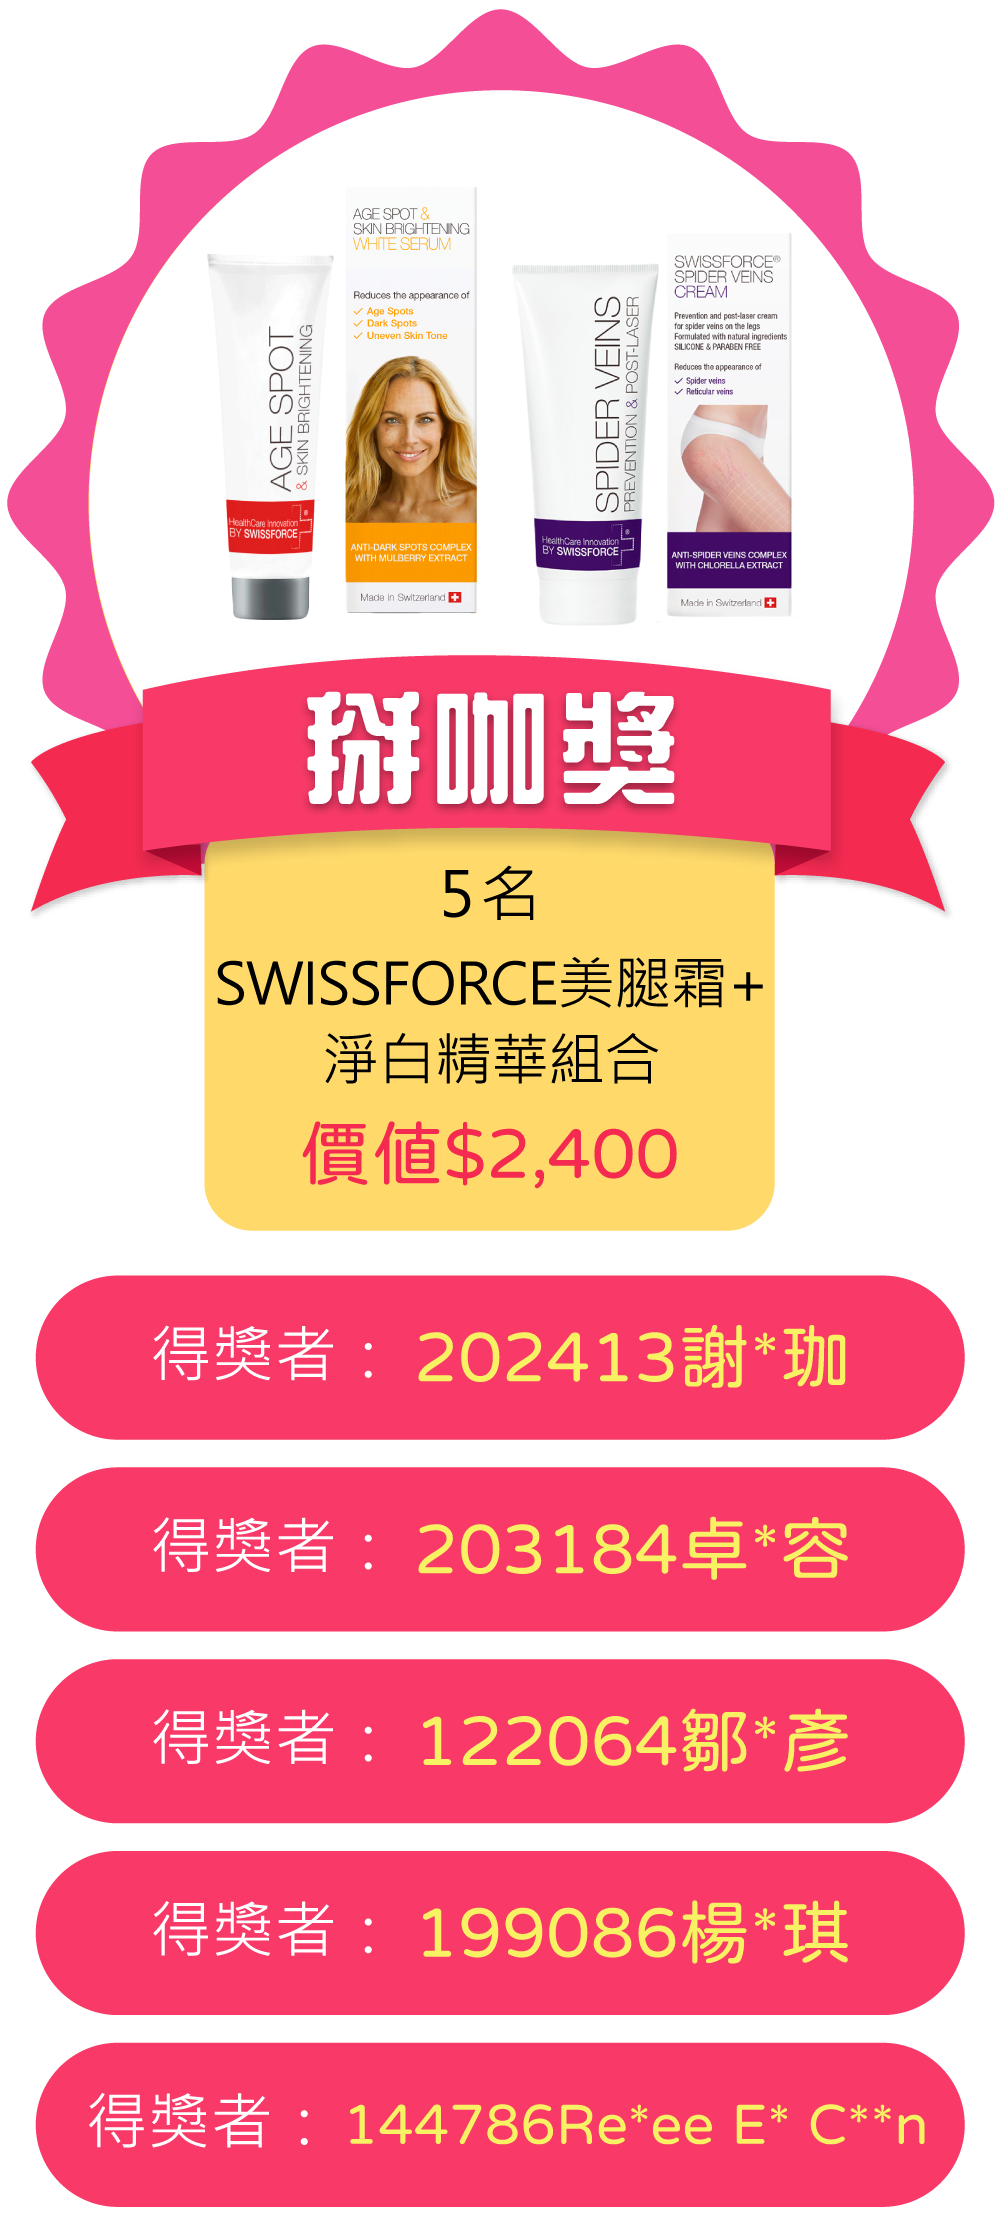 AGE SPOT &
SKIN BRIGHTENING
WHITE SERUM
Reduces the appearance of
✓ Age Spots
✓ Dark Spots
✓ Uneven Skin Tone
ANTI-DARK SPOTS COMPLEX
WITH MULBERRY EXTRACT
Made in Switzerland
AGE SPOT
& SKIN BRIGHTENING
HealthCare Innovation
BY SWISSFORCE®
SPIDER VEINS
PREVENTION & POST-LASER
HealthCare Innovation
BY SWISSFORCE®
SWISSFORCE®
SPIDER VEINS
CREAM
Prevention and post-laser cream
for spider veins on the legs
Formulated with natural ingredients
SILICONE & PARABEN FREE
Reduces the appearance of
✓ Spider veins
✓ Reticular veins
ANTI-SPIDER VEINS COMPLEX
WITH CHLORELLA EXTRACT
Made in Switzerland
掰咖獎
5名
SWISSFORCE美腿霜+
淨白精華組合
價值$2,400
得獎者：202413謝*珈
得獎者：203184卓*容
得獎者：122064鄒*彥
得獎者：199086楊*琪
得獎者：144786Re*ee E* C**n